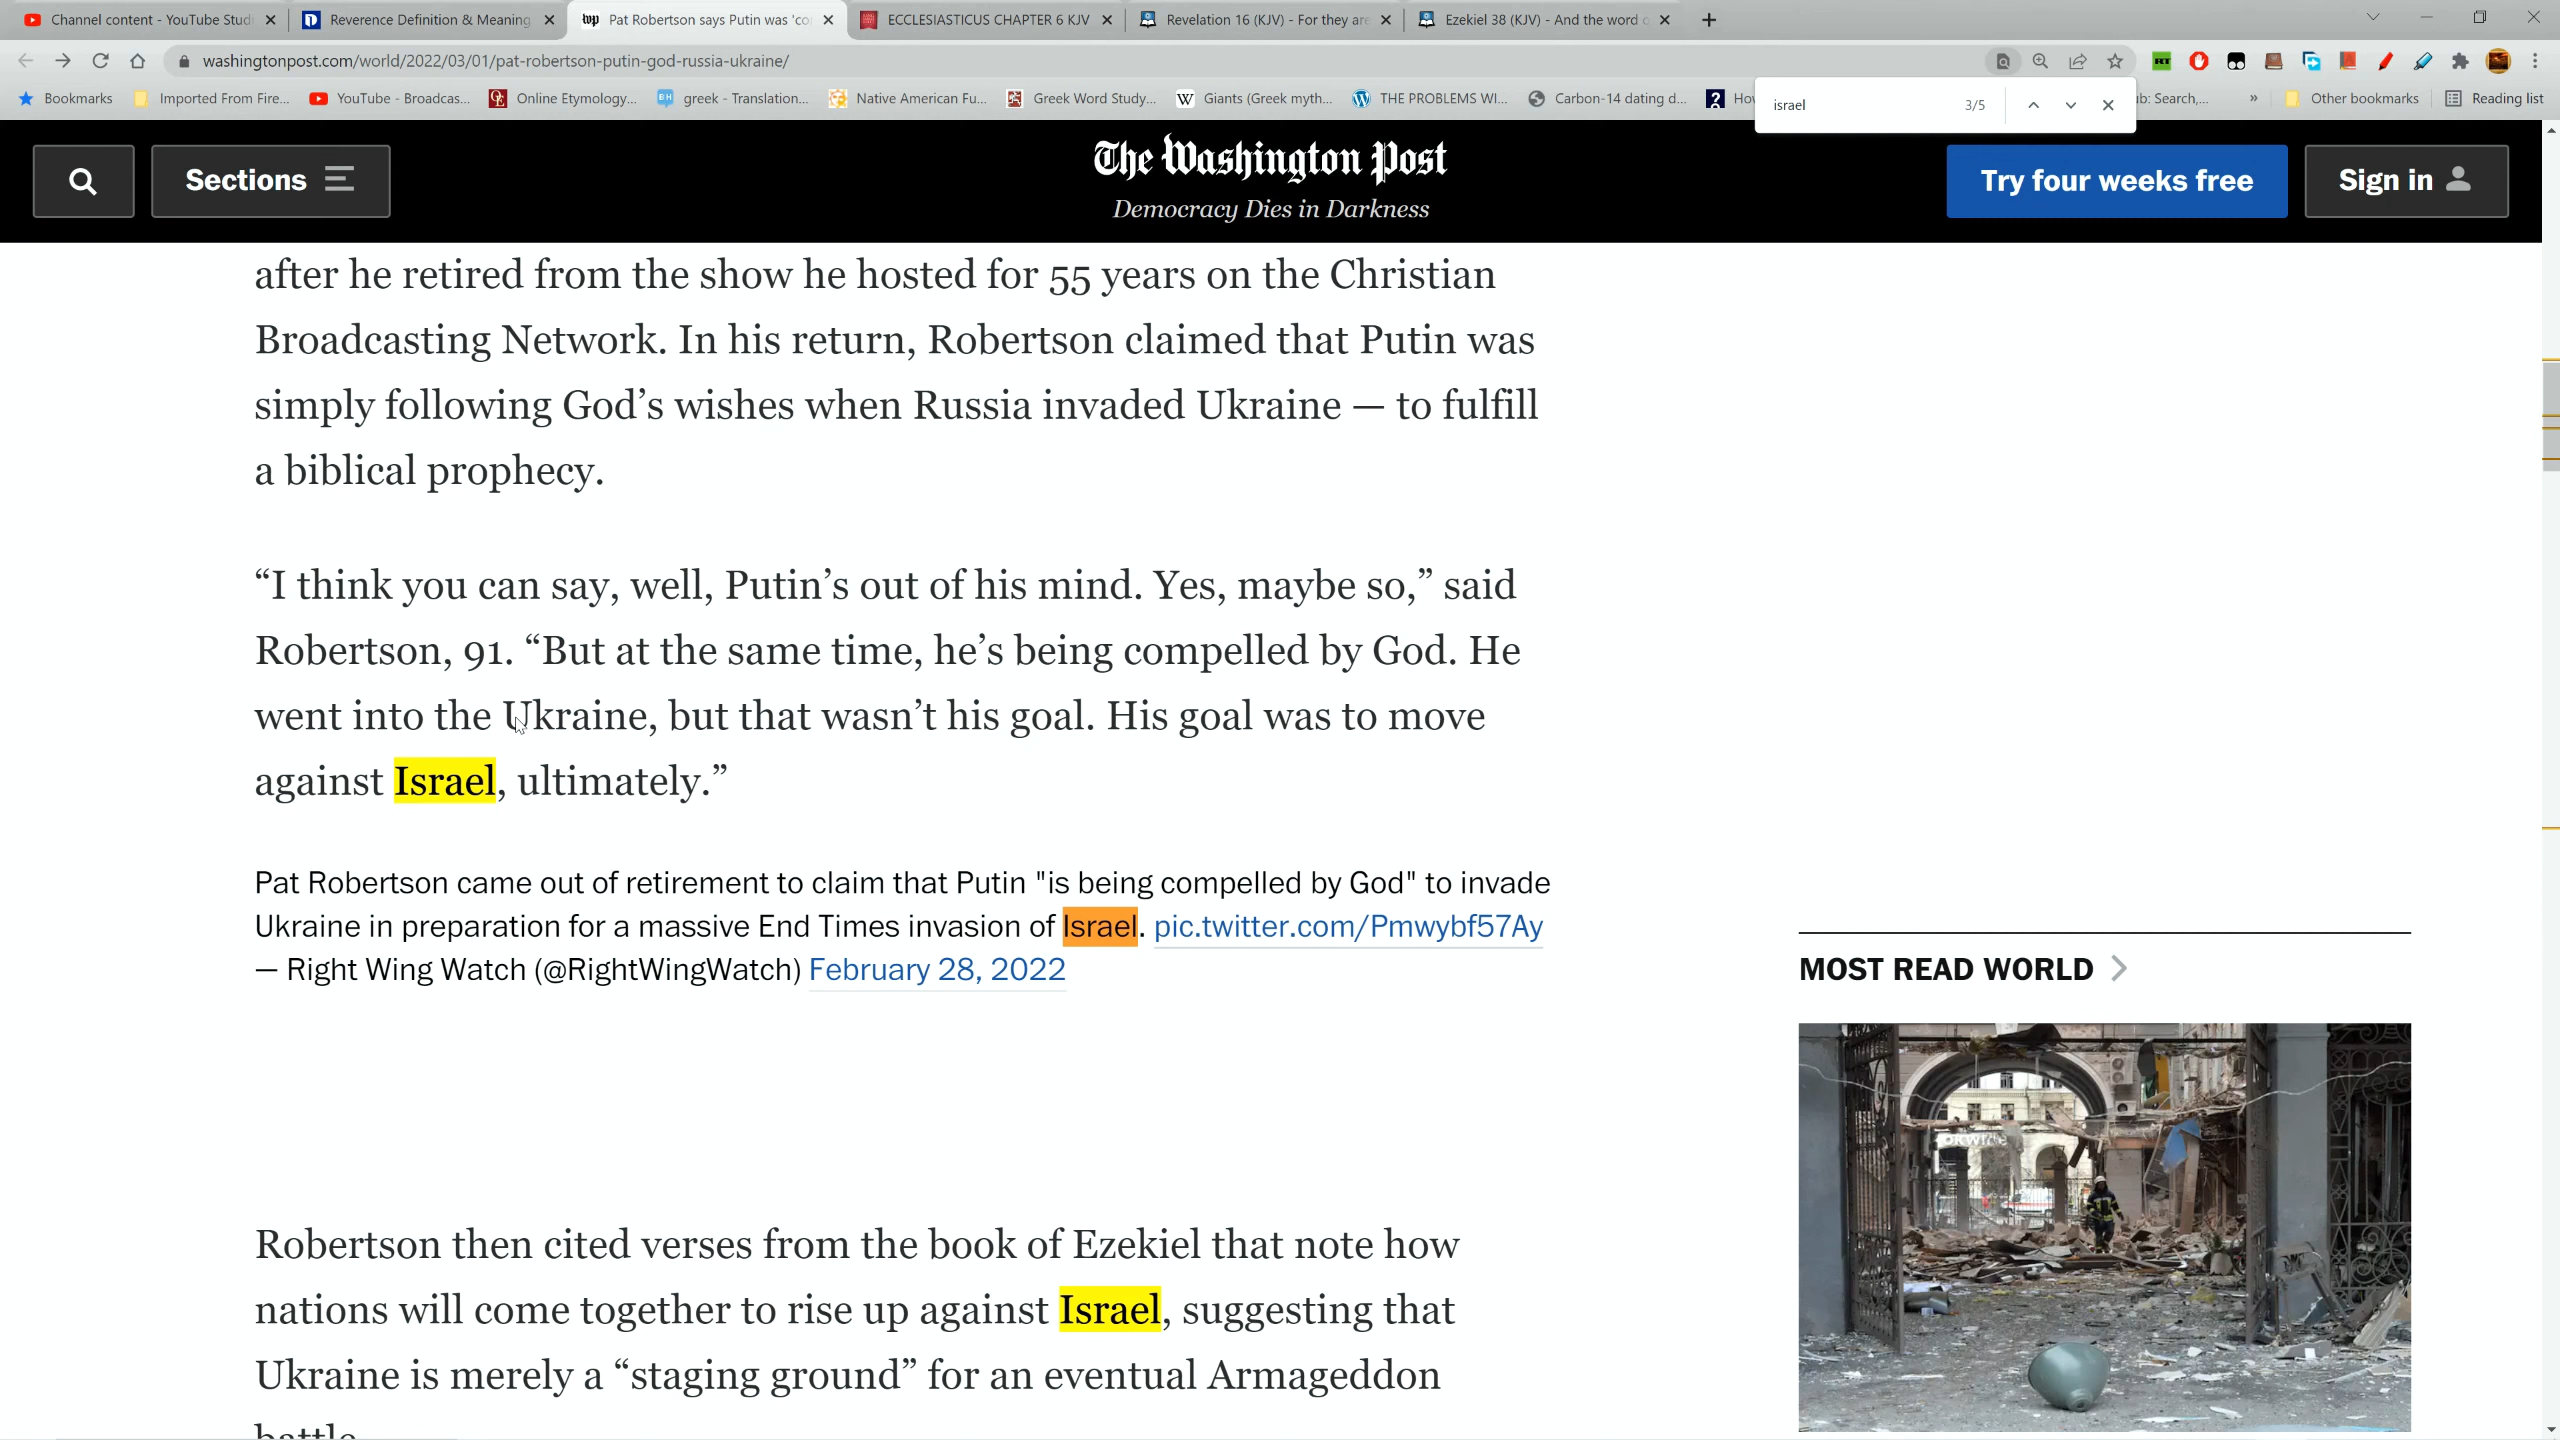 Channel content - YouTube Studi
Reverence Definition & Meaning
Pat Robertson says Putin was 'co
ECCLESIASTICUS CHAPTER 6 KJV
Revelation 16 (KJV) - For they are
Ezekiel 38 (KJV) - And the word o
washingtonpost.com/world/2022/03/01/pat-robertson-putin-god-russia-ukraine/
Bookmarks
Imported From Fire...
YouTube - Broadcas...
Online Etymology...
greek - Translation...
Native American Fu...
Greek Word Study...
Giants (Greek myth...
THE PROBLEMS WI...
Carbon-14 dating d...
Search,...
Other bookmarks
Reading list
israel 3/5
Sections
The Washington Post
Democracy Dies in Darkness
Try four weeks free
Sign in
after he retired from the show he hosted for 55 years on the Christian
Broadcasting Network. In his return, Robertson claimed that Putin was
simply following God’s wishes when Russia invaded Ukraine — to fulfill
a biblical prophecy.
“I think you can say, well, Putin’s out of his mind. Yes, maybe so,” said
Robertson, 91. “But at the same time, he’s being compelled by God. He
went into the Ukraine, but that wasn’t his goal. His goal was to move
against Israel, ultimately.”
Pat Robertson came out of retirement to claim that Putin "is being compelled by God" to invade
Ukraine in preparation for a massive End Times invasion of Israel. pic.twitter.com/Pmwybf57Ay
— Right Wing Watch (@RightWingWatch) February 28, 2022
MOST READ WORLD
Robertson then cited verses from the book of Ezekiel that note how
nations will come together to rise up against Israel, suggesting that
Ukraine is merely a “staging ground” for an eventual Armageddon
battle